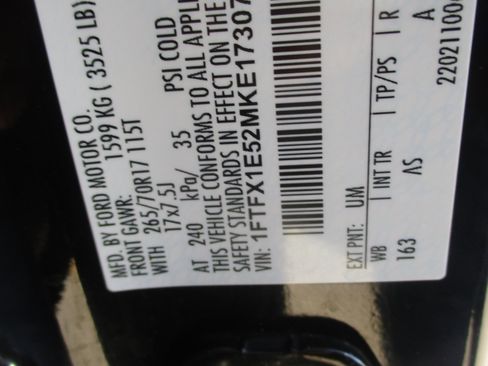 MFD. BY FORD MOTOR CO.
FRONT GAWR: 1599 KG ( 3525 LB)
WITH 265/70R17 115T
17x7.5J
AT 240 kPa/ 35 PSI COLD
THIS VEHICLE CONFORMS TO ALL APPL
SAFETY STANDARDS IN EFFECT ON THE
VIN: 1FTFX1E52MKE17307
EXT PNT: UM
WB INT TR TP/PS R
163 AS A
220211004